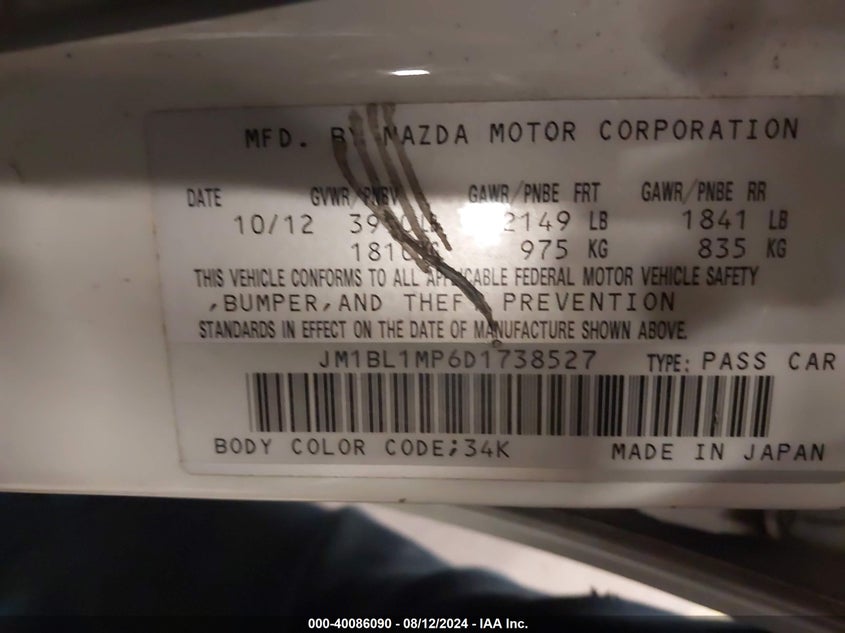 MFD. BY MAZDA MOTOR CORPORATION
DATE GVWR/PNBV GAWR/PNBE FRT GAWR/PNBE RR
10/12 2149 LB 1841 LB
975 KG 835 KG
THIS VEHICLE CONFORMS TO ALL APPLICABLE FEDERAL MOTOR VEHICLE SAFETY
,BUMPER,AND THEFT PREVENTION
STANDARDS IN EFFECT ON THE DATE OF MANUFACTURE SHOWN ABOVE.
JM1BL1MP6D1738527 TYPE: PASS CAR
BODY COLOR CODE;34K MADE IN JAPAN
000-40086090 - 08/12/2024 - IAA Inc.